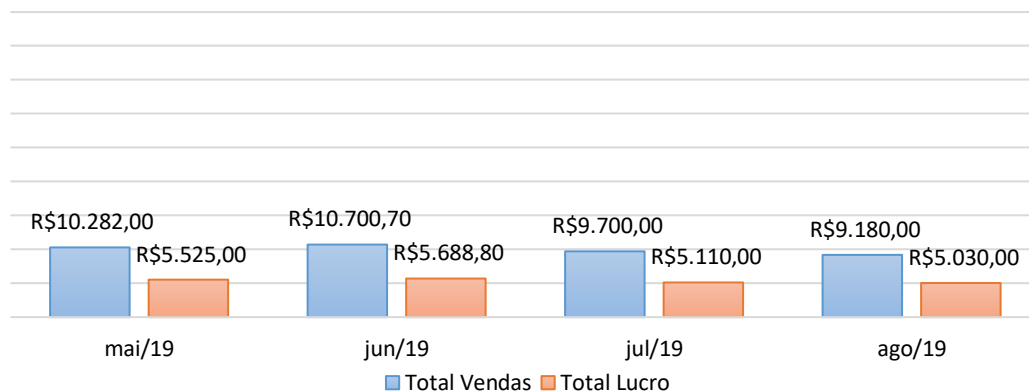 R$10.282,00
R$5.525,00
R$10.700,70
R$5.688,80
R$9.700,00
R$5.110,00
R$9.180,00
R$5.030,00
mai/19 jun/19 jul/19 ago/19
Total Vendas Total Lucro